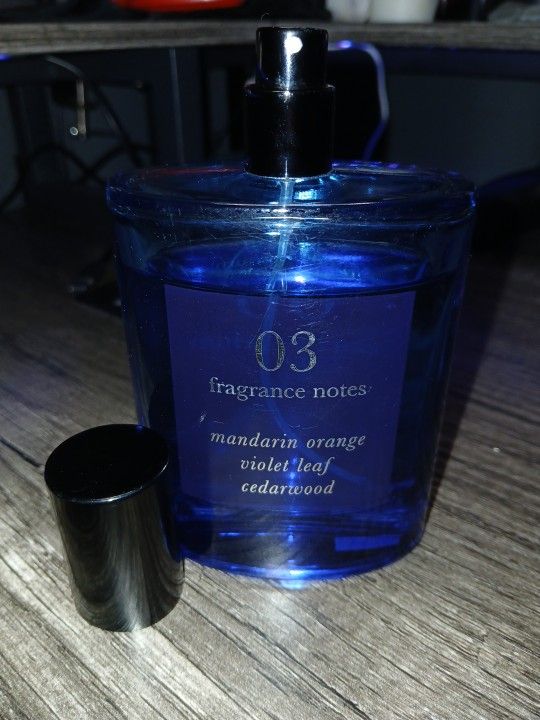 03
fragrance notes
mandarin orange
violet leaf
cedarwood